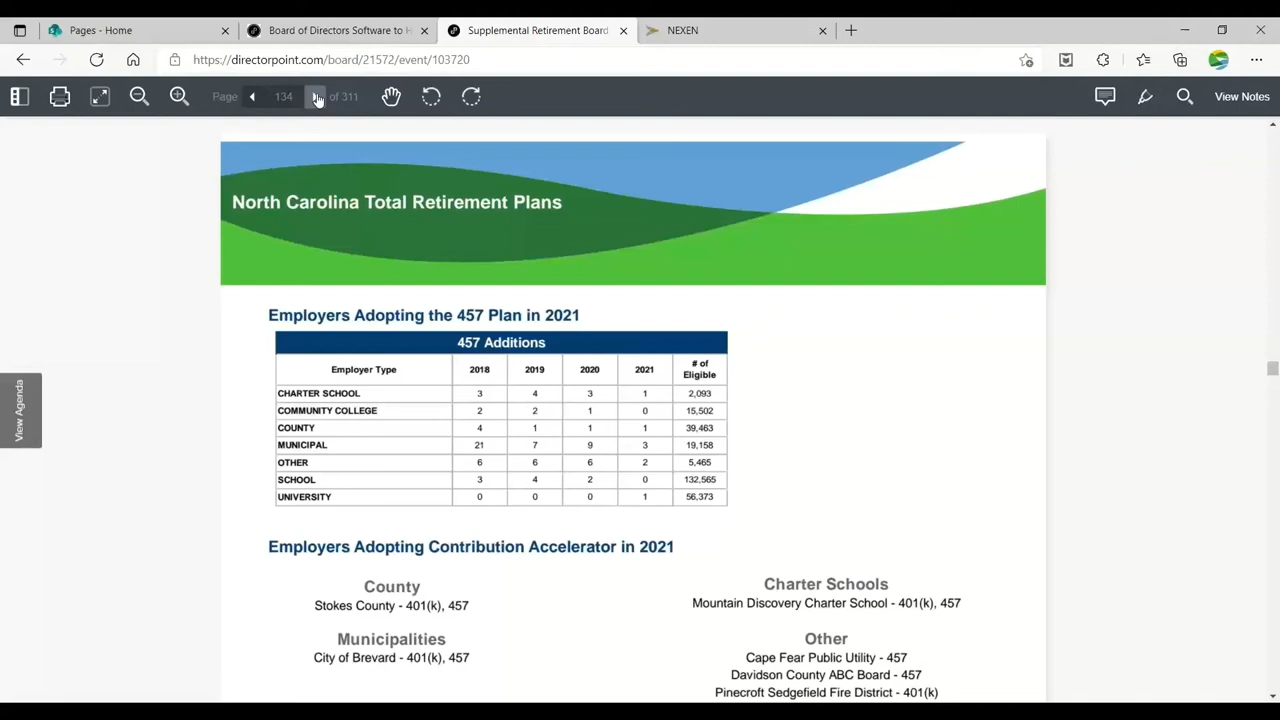 Pages - Home
Board of Directors Software to H
Supplemental Retirement Board
NEXEN
https://directorpoint.com/board/21572/event/103720
Page 134 of 311
View Notes
View Agenda
North Carolina Total Retirement Plans
Employers Adopting the 457 Plan in 2021
457 Additions
Employer Type 2018 2019 2020 2021 # of Eligible
CHARTER SCHOOL 3 4 3 1 2,093
COMMUNITY COLLEGE 2 2 1 0 15,502
COUNTY 4 1 1 1 39,463
MUNICIPAL 21 7 9 3 19,158
OTHER 6 6 6 2 5,465
SCHOOL 3 4 2 0 132,565
UNIVERSITY 0 0 0 1 56,373
Employers Adopting Contribution Accelerator in 2021
County
Stokes County - 401(k), 457
Municipalities
City of Brevard - 401(k), 457
Charter Schools
Mountain Discovery Charter School - 401(k), 457
Other
Cape Fear Public Utility - 457
Davidson County ABC Board - 457
Pinecroft Sedgefield Fire District - 401(k)